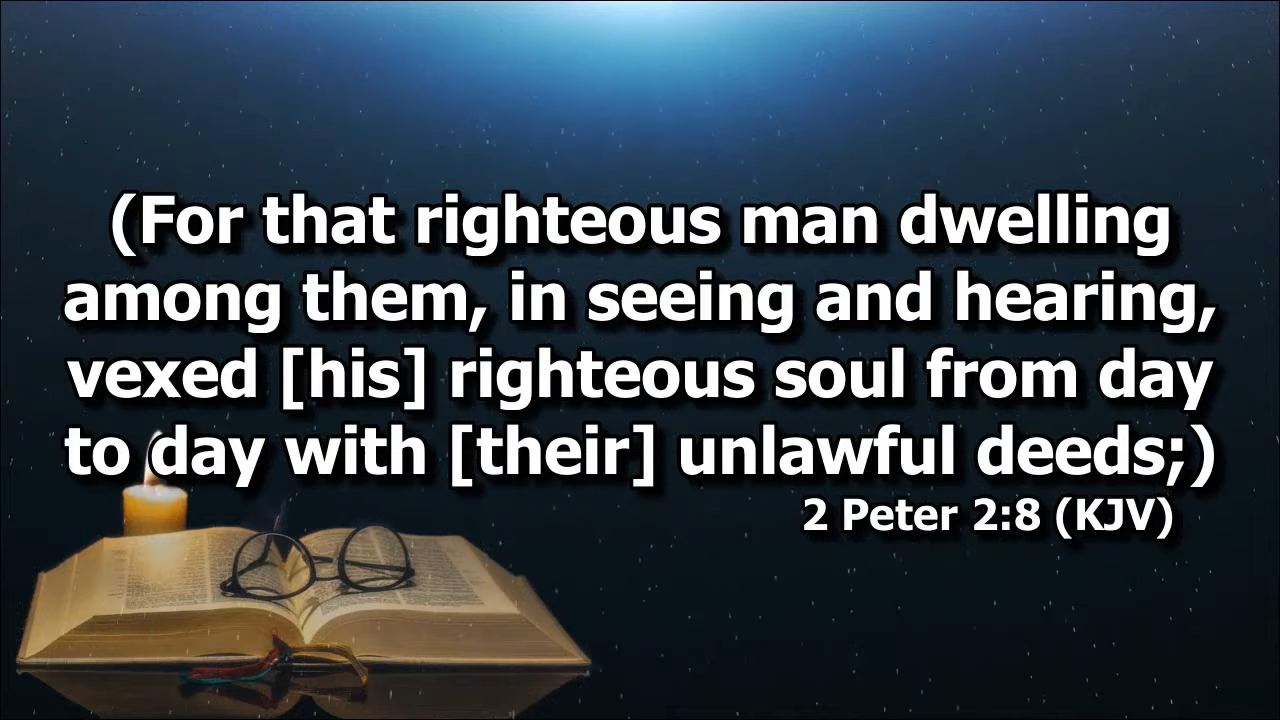 (For that righteous man dwelling
among them, in seeing and hearing,
vexed [his] righteous soul from day
to day with [their] unlawful deeds;)
2 Peter 2:8 (KJV)